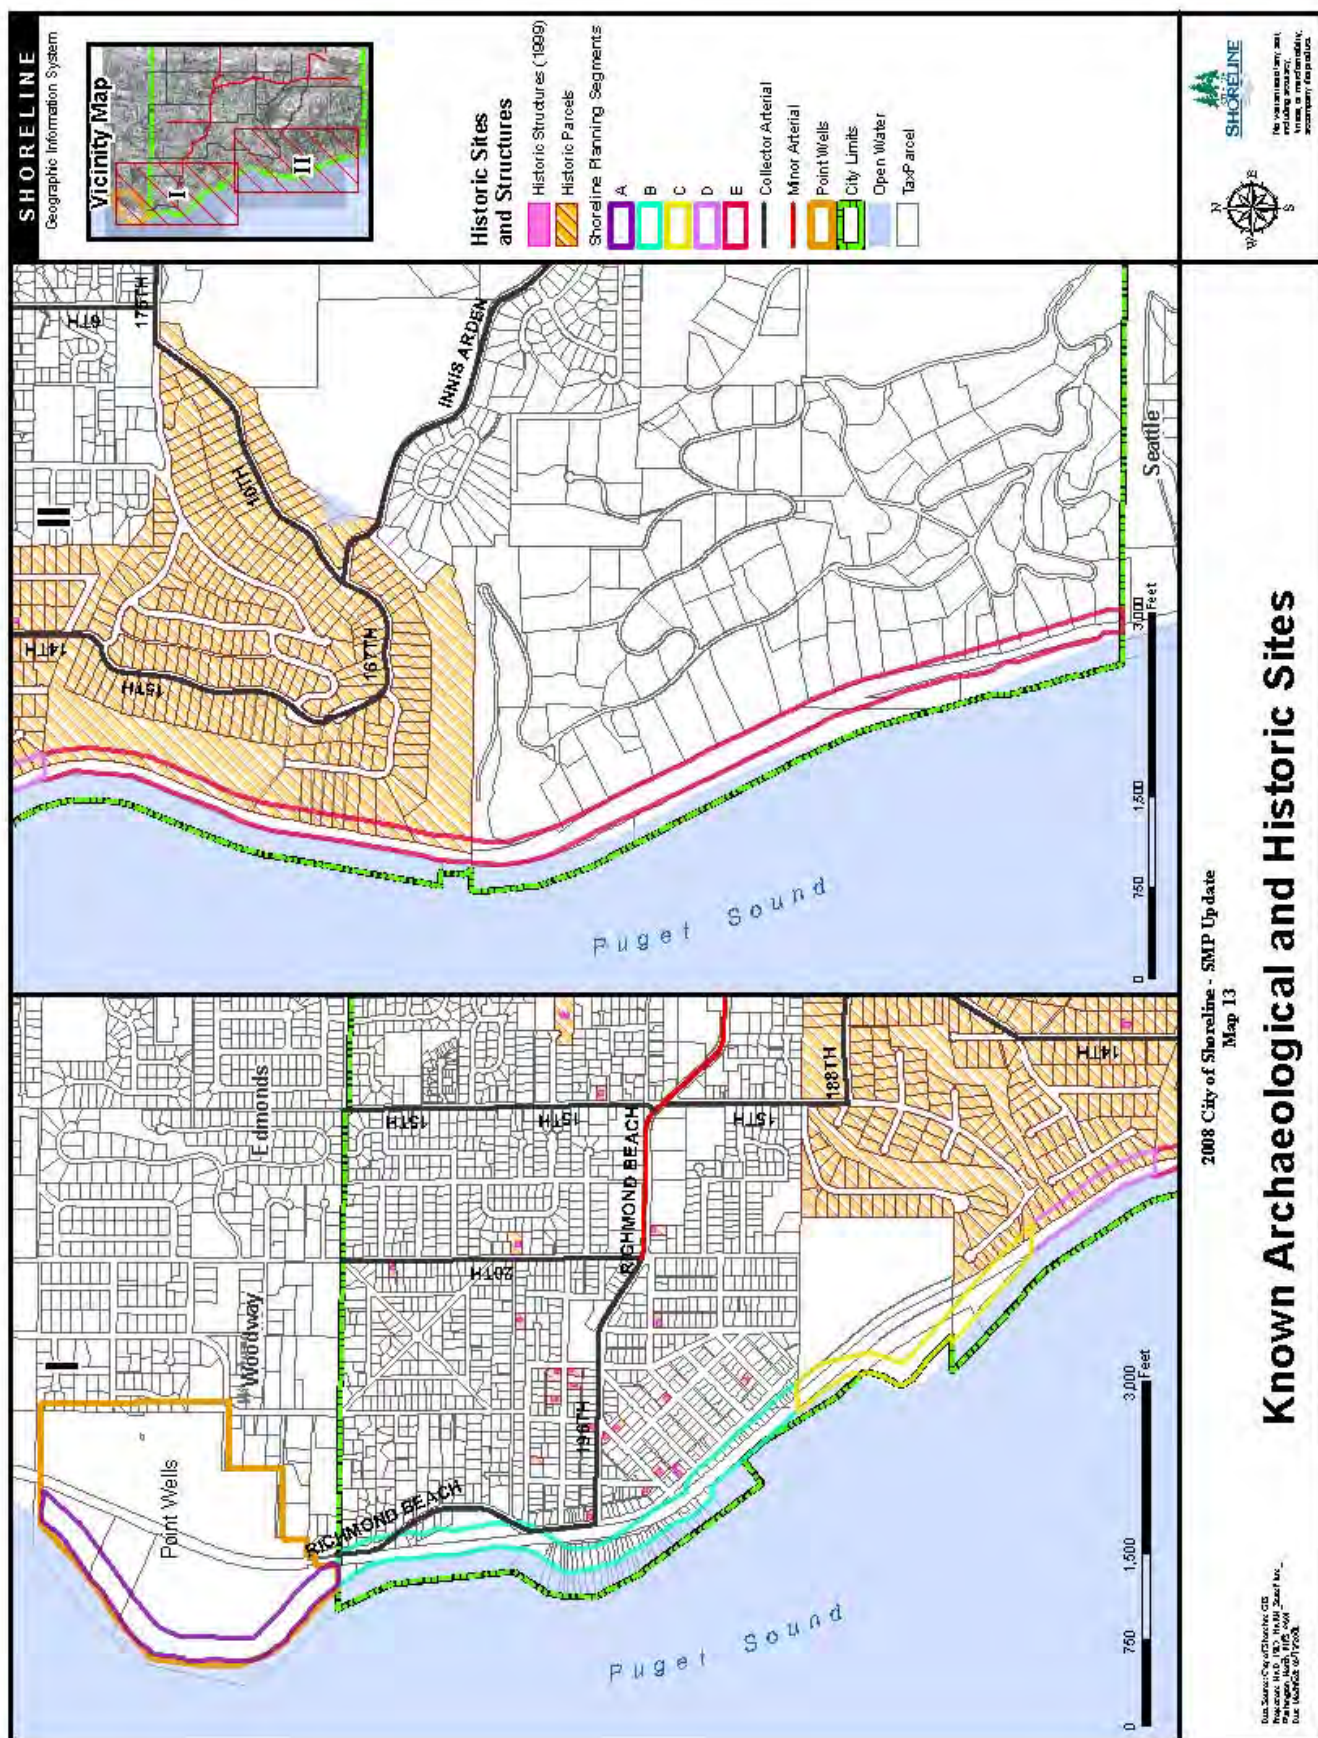 SHORELINE
Geographic Information System
Vicinity Map
I
II
Historic Sites
and Structures
Historic Structures (1999)
Historic Parcels
Shoreline Planning Segments
A
B
C
D
E
Collector Arterial
Minor Arterial
Point Wells
City Limits
Open Water
TaxParcel
I
Point Wells
Woodway
Edmonds
RICHMOND BEACH
196TH
20TH
15TH
15TH
15TH
RICHMOND BEACH
188TH
14TH
Puget Sound
0 750 1,500 3,000
Feet
II
6TH
175TH
10TH
14TH
15TH
167TH
INNIS ARDEN
Seattle
Puget Sound
0 750 1,500 3,000
Feet
2008 City of Shoreline - SMP Update
Map 13
Known Archaeological and Historic Sites
N
W E
S
SHORELINE